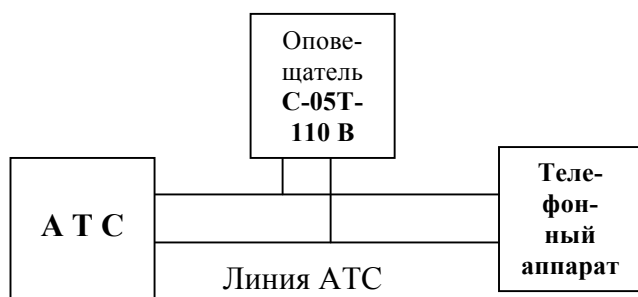 Опове-
щатель
С-05Т-
110 В
А Т С
Теле-
фон-
ный
аппарат
Линия АТС